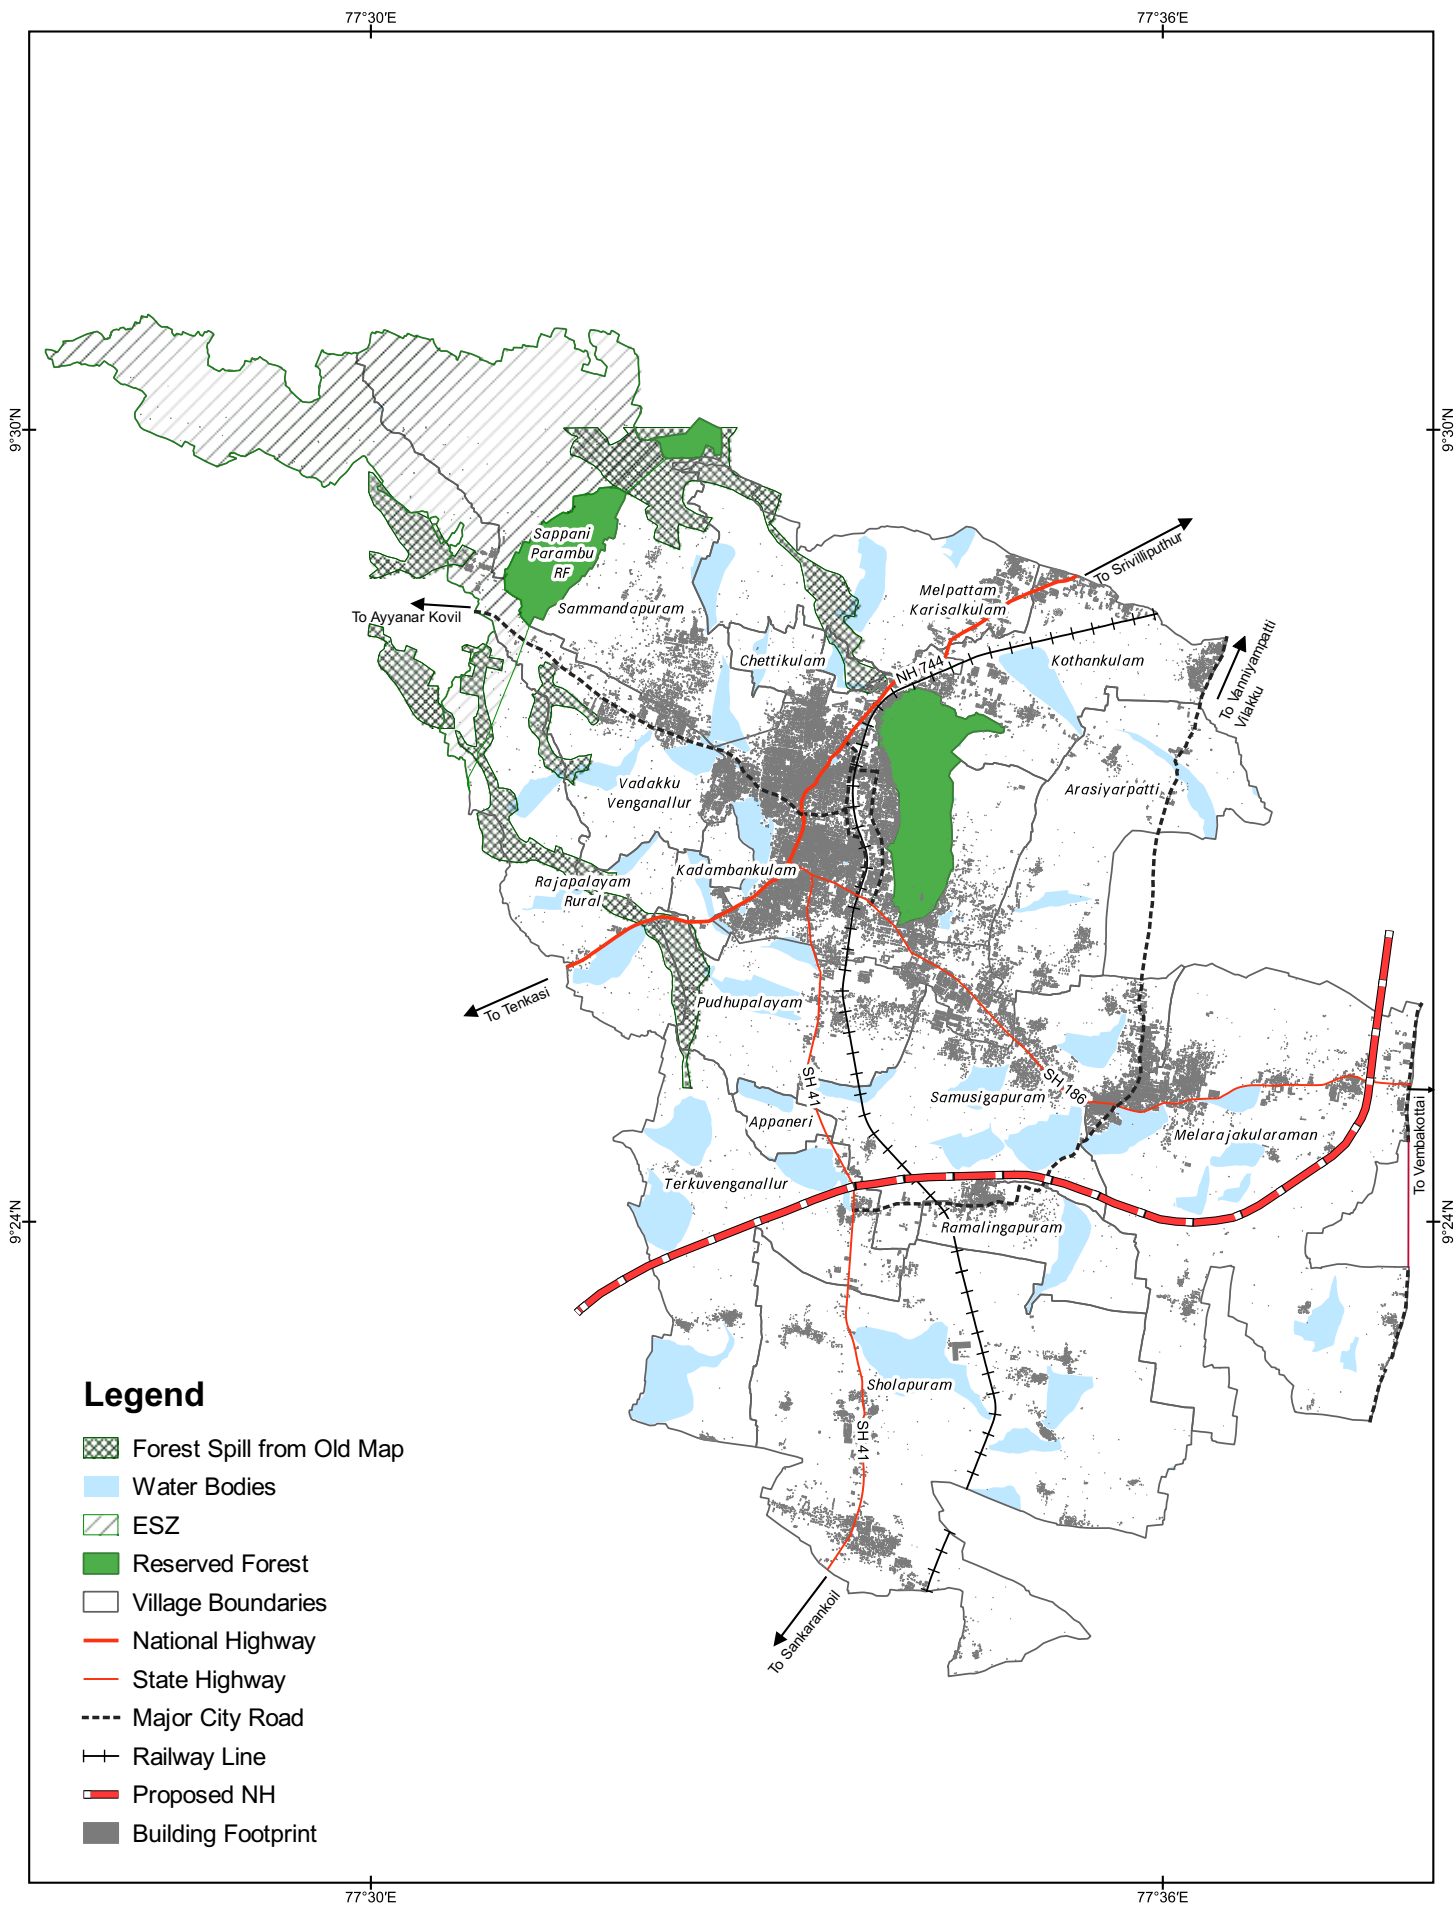 77°30'E
77°36'E
9°30'N
9°30'N
Sappani
Parambu
RF
To Srivilliputhur
Melpattam
Karisalkulam
Sammandapuram
To Ayyanar Kovil
Chettikulam
NH 744
Kothankulam
To Vanniyampatti
Vilakku
Vadakku
Venganallur
Arasiyarpatti
Kadambankulam
Rajapalayam
Rural
To Tenkasi
Pudhupalayam
SH 41
SH 186
Samusigapuram
Appaneri
Melarajakularaman
To Vembakottai
Terkuvenganallur
9°24'N
9°24'N
Ramalingapuram
Sholapuram
SH 41
To Sankarankoil
Legend
Forest Spill from Old Map
Water Bodies
ESZ
Reserved Forest
Village Boundaries
National Highway
State Highway
Major City Road
Railway Line
Proposed NH
Building Footprint
77°30'E
77°36'E